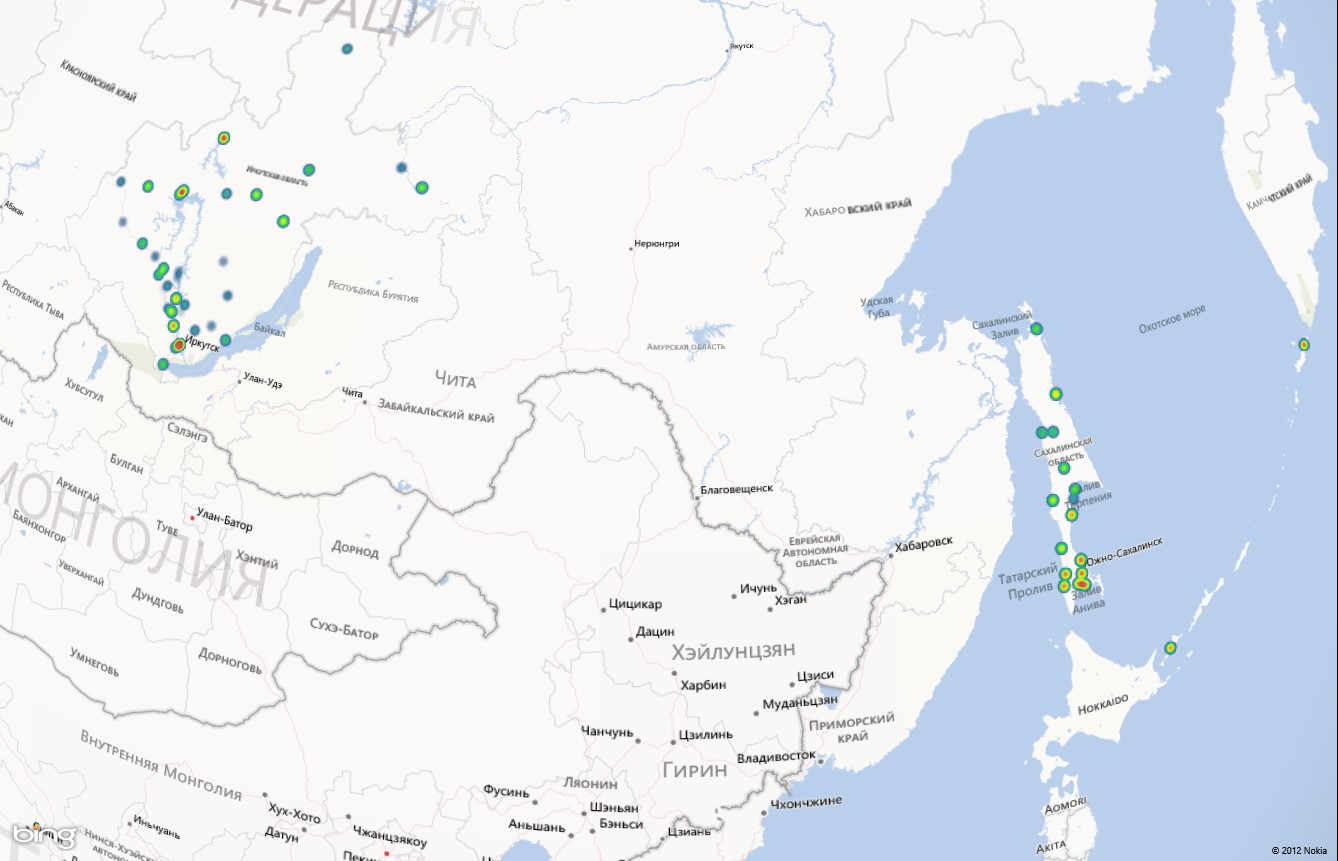 ДЕРАЦИЯ
Якутск
Красноярский край
Иркутская область
Абакан
Камчатский край
Хабаровский край
Нерюнгри
Республика Тыва
Республика Бурятия
Удская
Губа
Сахалинский
Залив
Охотское море
Байкал
Иркутск
Амурская область
Улан-Удэ
Чита
Чита
Забайкальский край
Хубсугул
Сэлэнгэ
Булган
Архангай
МОНГОЛИЯ
Улан-Батор
Туве
Хэнтий
Дорнод
Баянхонгор
Уверхангай
Дундговь
Сухэ-Батор
Умнеговь
Дорноговь
Сахалинская
область
Залив
Терпения
Благовещенск
Еврейская
Автономная
область
Хабаровск
Южно-Сахалинск
Татарский
Пролив
Залив
Анива
Ичунь
Хэган
Цицикар
Дацин
Хэйлунцзян
Харбин
Цзиси
Муданьцзян
Приморский
край
Hokkaido
Чанчунь
Цзилинь
Владивосток
Гирин
Внутренняя Монголия
Ляонин
Фусинь
Шэньян
Аньшань
Бэньси
Цзиань
Чхончжине
Aomori
Akita
Хух-Хото
Датун
Чжанцзякоу
Иньчуань
Нинся-Хуэйский
автоно
Пекин
bing
© 2012 Nokia